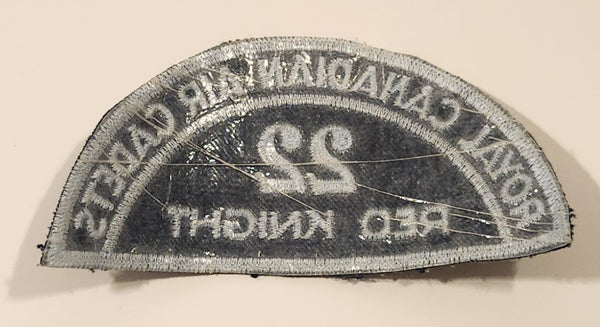 ROYAL CANADIAN AIR CADETS
22
RED KNIGHT